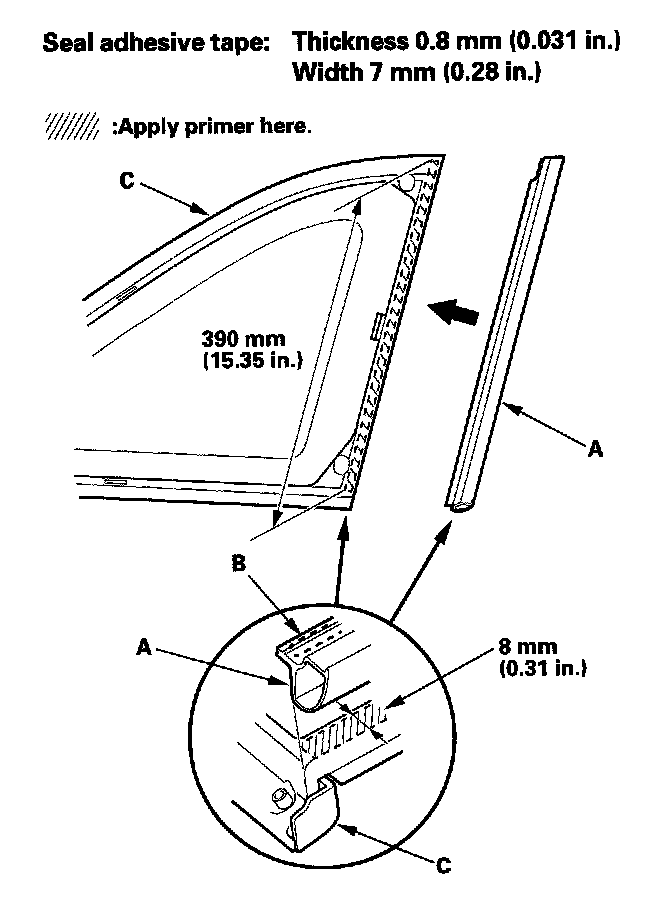 Seal adhesive tape: Thickness 0.8 mm (0.031 in.)
Width 7 mm (0.28 in.)
:Apply primer here.
C
390 mm
(15.35 in.)
A
B
A
8 mm
(0.31 in.)
C